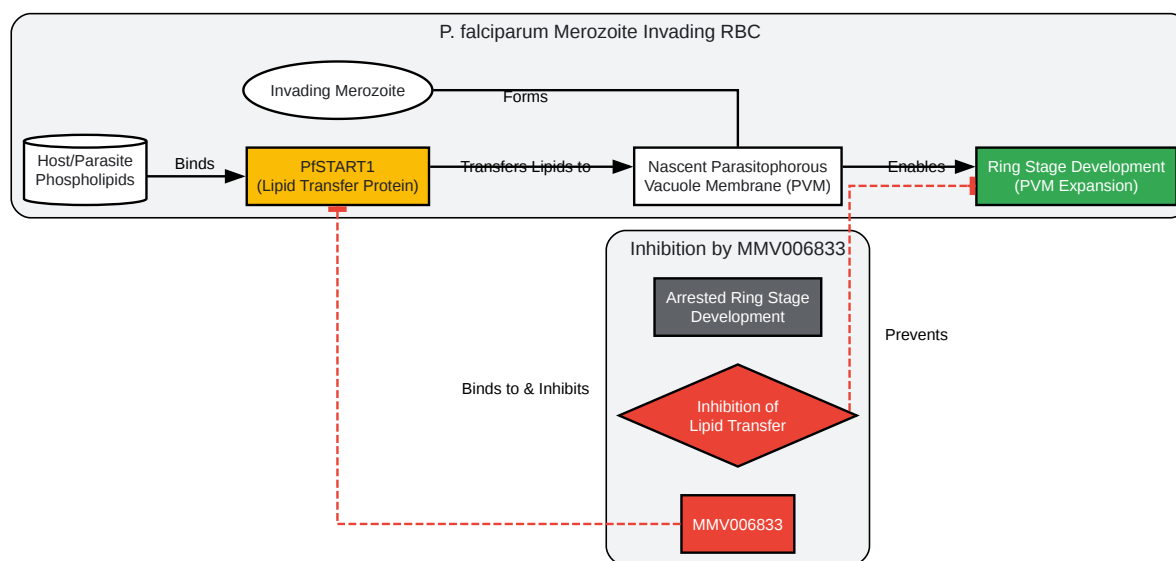 P. falciparum Merozoite Invading RBC
Invading Merozoite
Forms
Host/Parasite
Phospholipids
Binds
PfSTART1
(Lipid Transfer Protein)
Transfers Lipids to
Nascent Parasitophorous
Vacuole Membrane (PVM)
Enables
Ring Stage Development
(PVM Expansion)
Inhibition by MMV006833
Arrested Ring Stage
Development
Prevents
Binds to & Inhibits
Inhibition of
Lipid Transfer
MMV006833